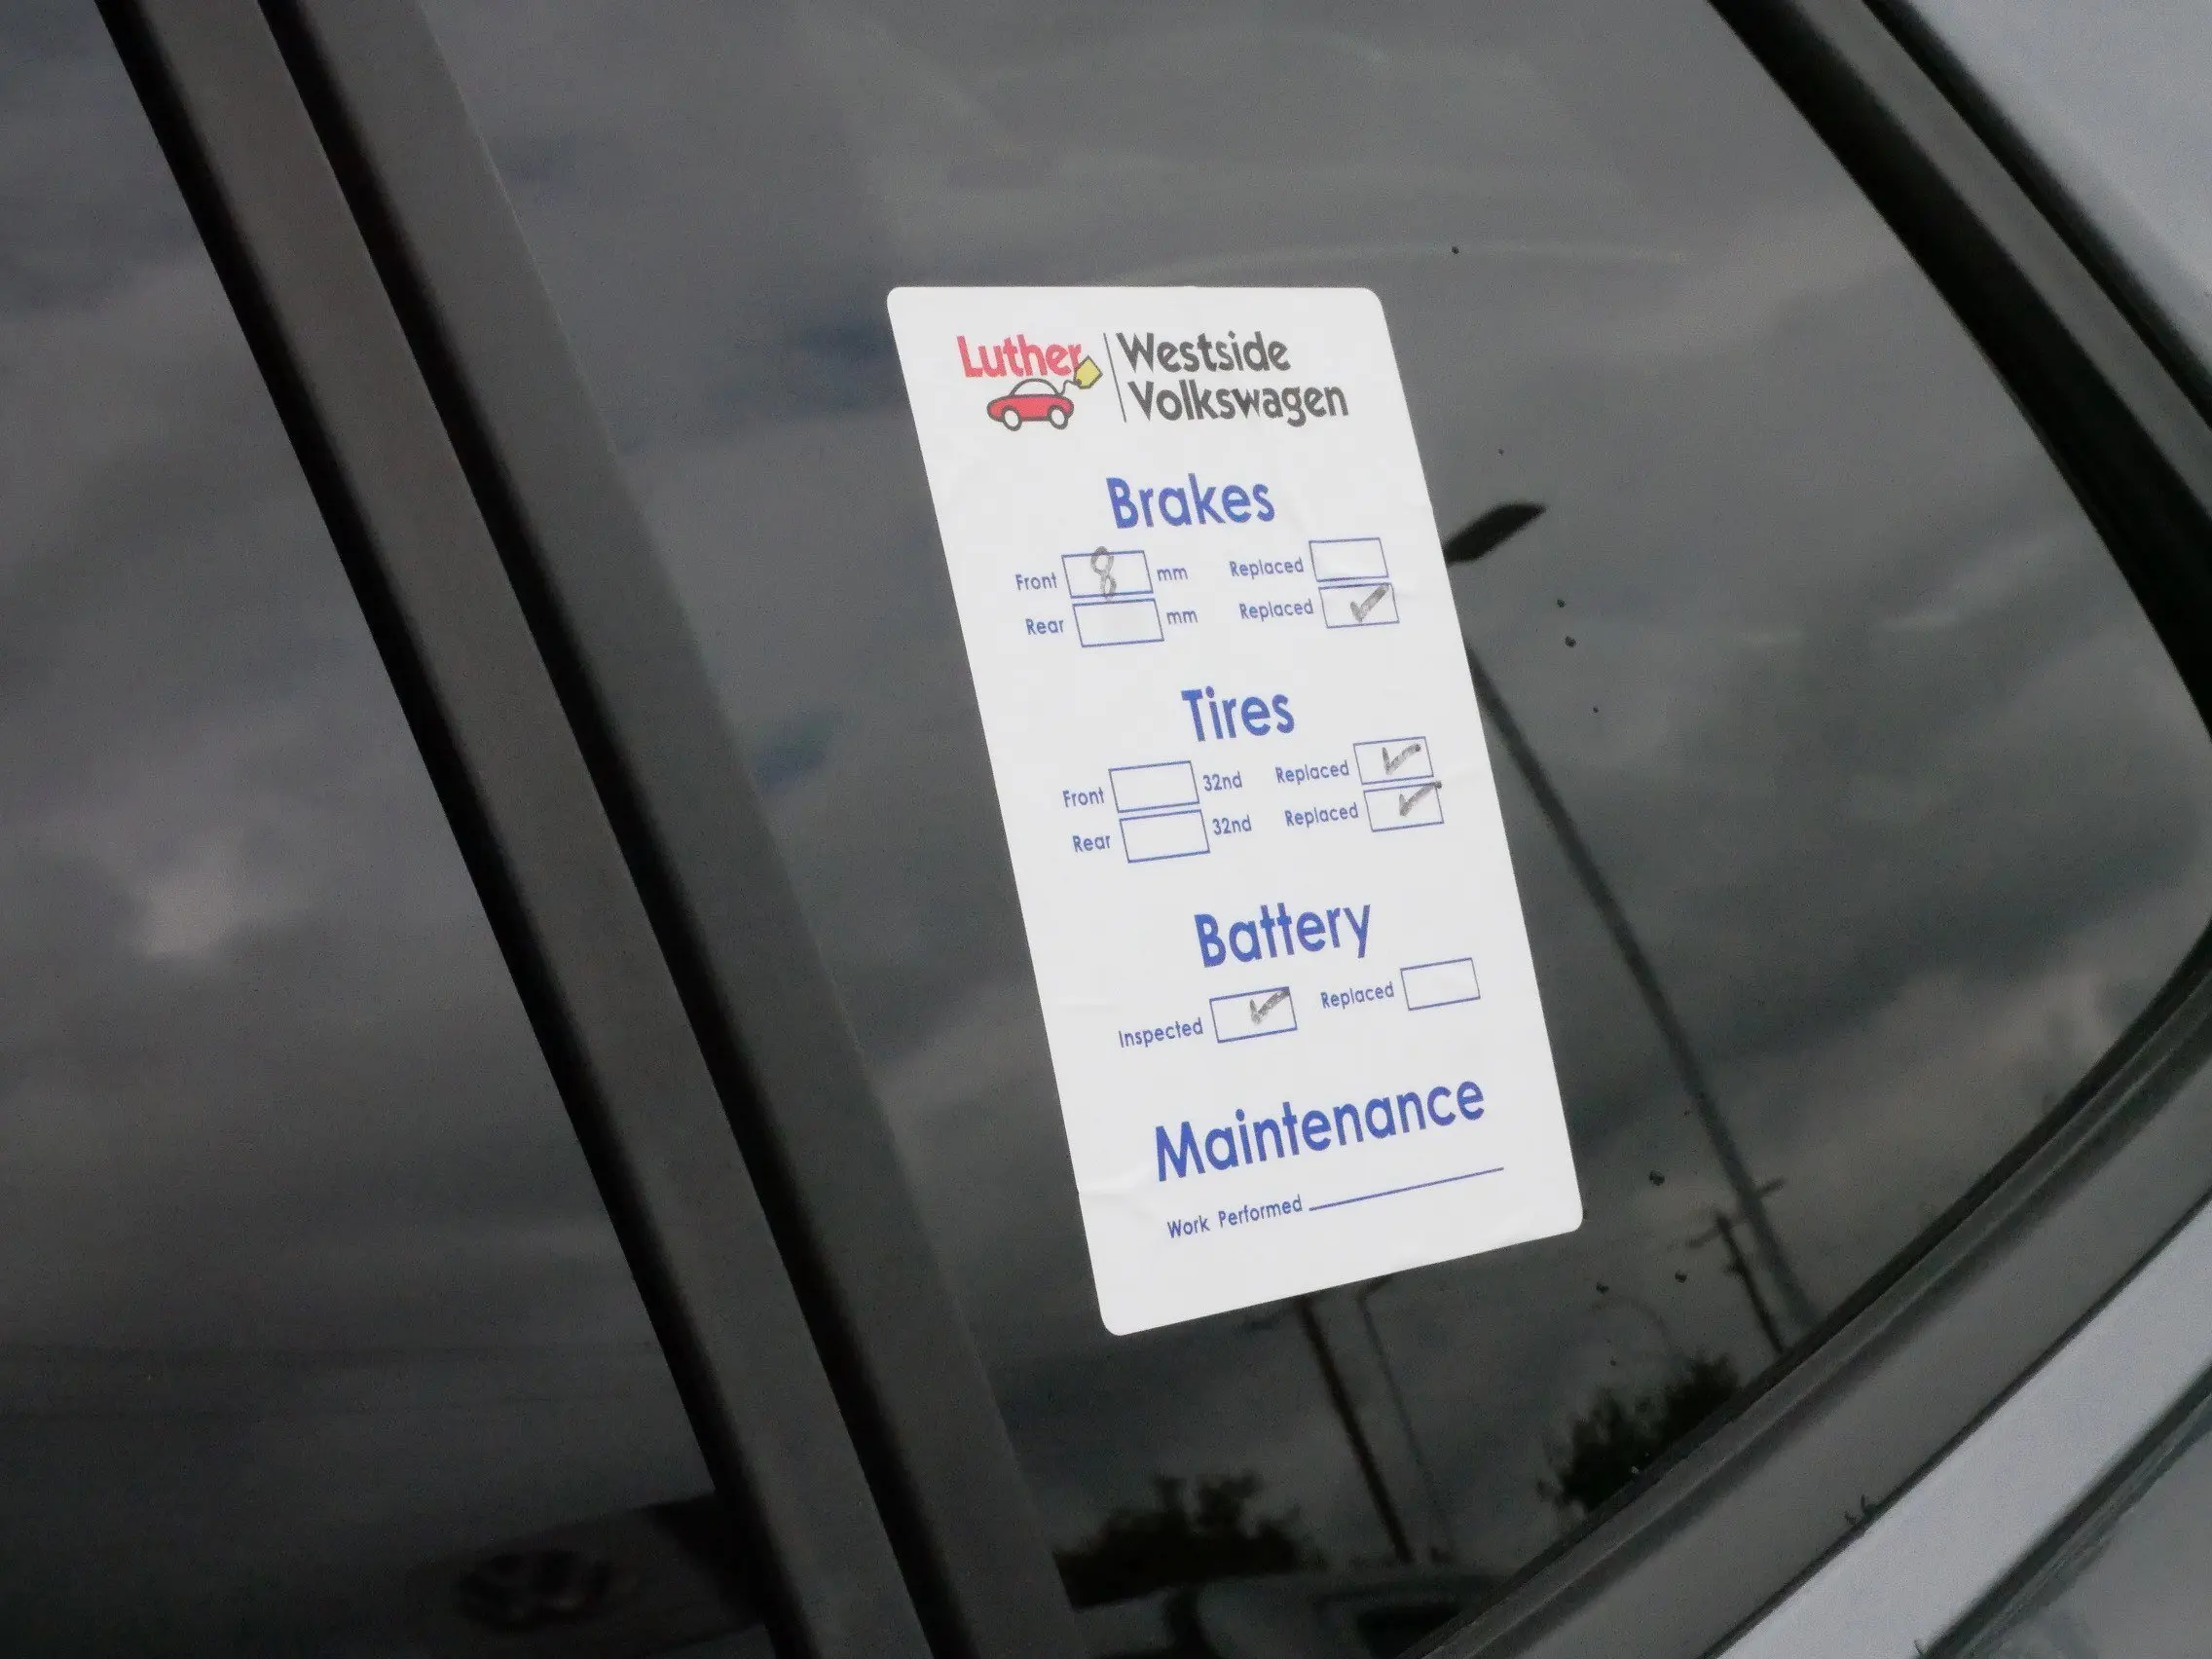 Luther Westside
Volkswagen
Brakes
Front 8 mm Replaced
Rear mm Replaced ✓
Tires
Front 32nd Replaced ✓
Rear 32nd Replaced ✓
Battery
Inspected ✓ Replaced
Maintenance
Work Performed